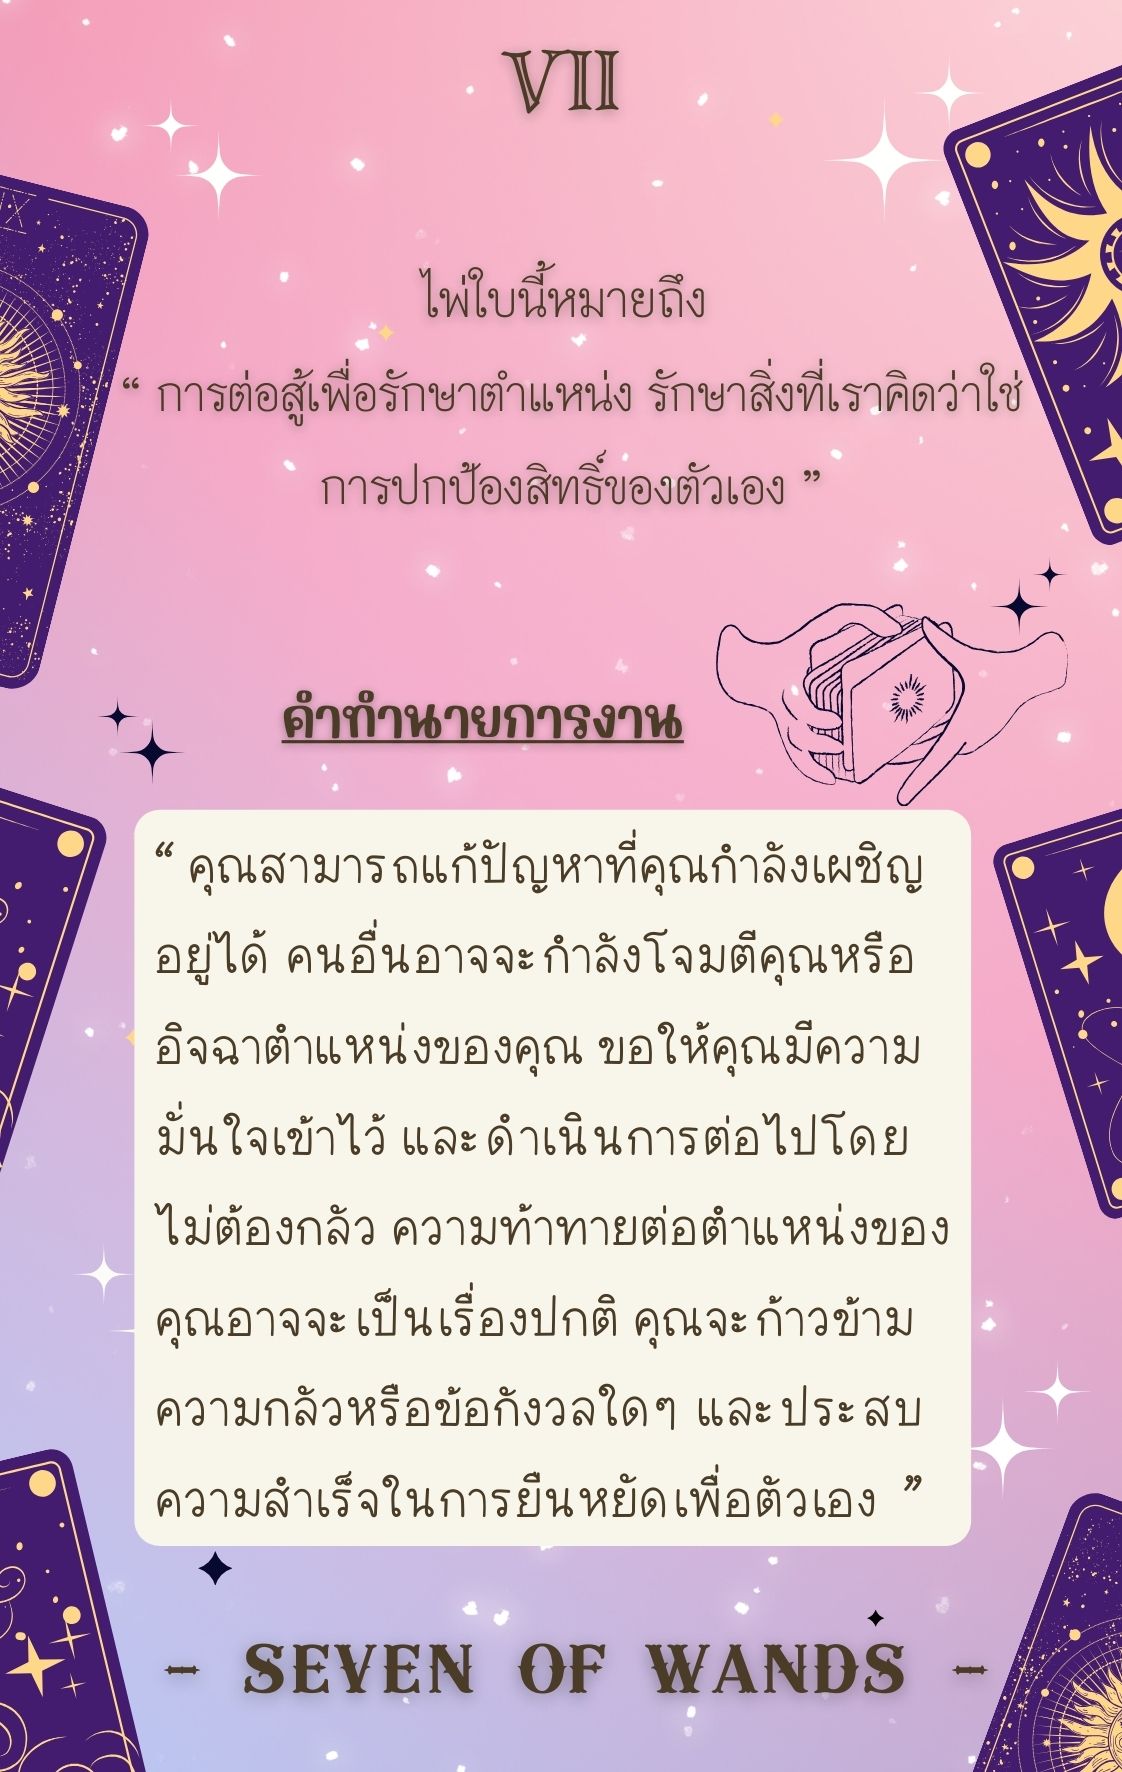 VII
ไพ่ใบนี้หมายถึง
“ การต่อสู้เพื่อรักษาตำแหน่ง รักษาสิ่งที่เราคิดว่าใช่
การปกป้องสิทธิ์ของตัวเอง ”
คำทำนายการงาน
“ คุณสามารถแก้ปัญหาที่คุณกำลังเผชิญ
อยู่ได้ คนอื่นอาจจะกำลังโจมตีคุณหรือ
อิจฉาตำแหน่งของคุณ ขอให้คุณมีความ
มั่นใจเข้าไว้ และดำเนินการต่อไปโดย
ไม่ต้องกลัว ความท้าทายต่อตำแหน่งของ
คุณอาจจะเป็นเรื่องปกติ คุณจะก้าวข้าม
ความกลัวหรือข้อกังวลใดๆ และประสบ
ความสำเร็จในการยืนหยัดเพื่อตัวเอง ”
- SEVEN OF WANDS -